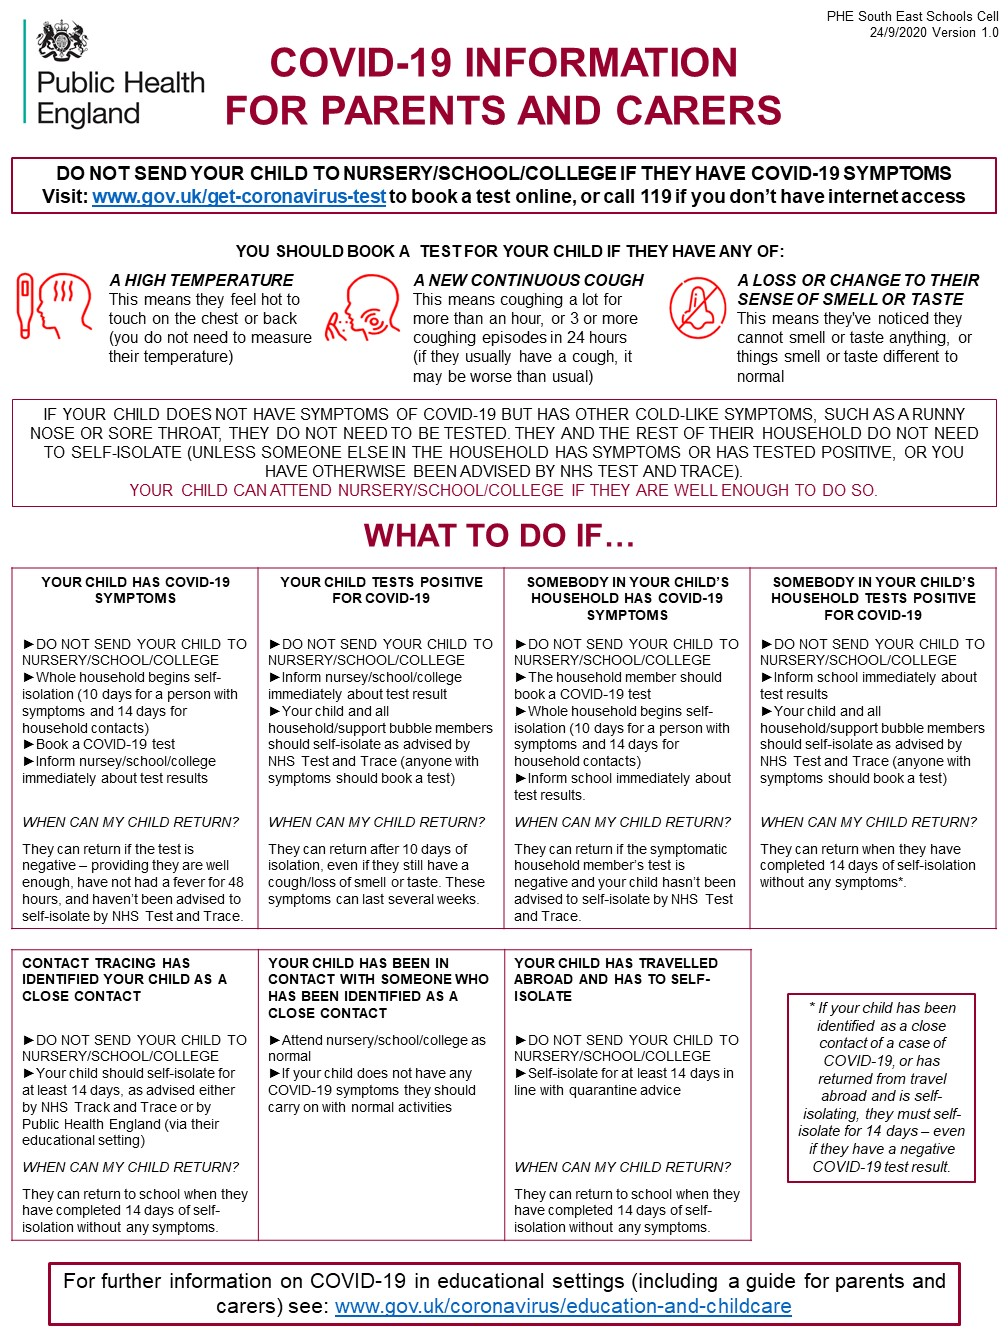 PHE South East Schools Cell
24/9/2020 Version 1.0
Public Health
England
COVID-19 INFORMATION
FOR PARENTS AND CARERS
DO NOT SEND YOUR CHILD TO NURSERY/SCHOOL/COLLEGE IF THEY HAVE COVID-19 SYMPTOMS
Visit: www.gov.uk/get-coronavirus-test to book a test online, or call 119 if you don't have internet access
YOU SHOULD BOOK A TEST FOR YOUR CHILD IF THEY HAVE ANY OF:
A HIGH TEMPERATURE
This means they feel hot to
touch on the chest or back
(you do not need to measure
their temperature)
A NEW CONTINUOUS COUGH
This means coughing a lot for
more than an hour, or 3 or more
coughing episodes in 24 hours
(if they usually have a cough, it
may be worse than usual)
A LOSS OR CHANGE TO THEIR
SENSE OF SMELL OR TASTE
This means they've noticed they
cannot smell or taste anything, or
things smell or taste different to
normal
IF YOUR CHILD DOES NOT HAVE SYMPTOMS OF COVID-19 BUT HAS OTHER COLD-LIKE SYMPTOMS, SUCH AS A RUNNY
NOSE OR SORE THROAT, THEY DO NOT NEED TO BE TESTED. THEY AND THE REST OF THEIR HOUSEHOLD DO NOT NEED
TO SELF-ISOLATE (UNLESS SOMEONE ELSE IN THE HOUSEHOLD HAS SYMPTOMS OR HAS TESTED POSITIVE, OR YOU
HAVE OTHERWISE BEEN ADVISED BY NHS TEST AND TRACE).
YOUR CHILD CAN ATTEND NURSERY/SCHOOL/COLLEGE IF THEY ARE WELL ENOUGH TO DO SO.
WHAT TO DO IF…
YOUR CHILD HAS COVID-19
SYMPTOMS
►DO NOT SEND YOUR CHILD TO
NURSERY/SCHOOL/COLLEGE
►Whole household begins self-
isolation (10 days for a person with
symptoms and 14 days for
household contacts)
►Book a COVID-19 test
►Inform nursey/school/college
immediately about test results
WHEN CAN MY CHILD RETURN?
They can return if the test is
negative – providing they are well
enough, have not had a fever for 48
hours, and haven't been advised to
self-isolate by NHS Test and Trace.
YOUR CHILD TESTS POSITIVE
FOR COVID-19
►DO NOT SEND YOUR CHILD TO
NURSERY/SCHOOL/COLLEGE
►Inform nursey/school/college
immediately about test result
►Your child and all
household/support bubble members
should self-isolate as advised by
NHS Test and Trace (anyone with
symptoms should book a test)
WHEN CAN MY CHILD RETURN?
They can return after 10 days of
isolation, even if they still have a
cough/loss of smell or taste. These
symptoms can last several weeks.
SOMEBODY IN YOUR CHILD'S
HOUSEHOLD HAS COVID-19
SYMPTOMS
►DO NOT SEND YOUR CHILD TO
NURSERY/SCHOOL/COLLEGE
►The household member should
book a COVID-19 test
►Whole household begins self-
isolation (10 days for a person with
symptoms and 14 days for
household contacts)
►Inform school immediately about
test results.
WHEN CAN MY CHILD RETURN?
They can return if the symptomatic
household member's test is
negative and your child hasn't been
advised to self-isolate by NHS Test
and Trace.
SOMEBODY IN YOUR CHILD'S
HOUSEHOLD TESTS POSITIVE
FOR COVID-19
►DO NOT SEND YOUR CHILD TO
NURSERY/SCHOOL/COLLEGE
►Inform school immediately about
test results
►Your child and all
household/support bubble members
should self-isolate as advised by
NHS Test and Trace (anyone with
symptoms should book a test)
WHEN CAN MY CHILD RETURN?
They can return when they have
completed 14 days of self-isolation
without any symptoms*.
CONTACT TRACING HAS
IDENTIFIED YOUR CHILD AS A
CLOSE CONTACT
►DO NOT SEND YOUR CHILD TO
NURSERY/SCHOOL/COLLEGE
►Your child should self-isolate for
at least 14 days, as advised either
by NHS Track and Trace or by
Public Health England (via their
educational setting)
WHEN CAN MY CHILD RETURN?
They can return to school when they
have completed 14 days of self-
isolation without any symptoms.
YOUR CHILD HAS BEEN IN
CONTACT WITH SOMEONE WHO
HAS BEEN IDENTIFIED AS A
CLOSE CONTACT
►Attend nursery/school/college as
normal
►If your child does not have any
COVID-19 symptoms they should
carry on with normal activities
YOUR CHILD HAS TRAVELLED
ABROAD AND HAS TO SELF-
ISOLATE
►DO NOT SEND YOUR CHILD TO
NURSERY/SCHOOL/COLLEGE
►Self-isolate for at least 14 days in
line with quarantine advice
WHEN CAN MY CHILD RETURN?
They can return to school when they
have completed 14 days of self-
isolation without any symptoms.
* If your child has been
identified as a close
contact of a case of
COVID-19, or has
returned from travel
abroad and is self-
isolating, they must self-
isolate for 14 days – even
if they have a negative
COVID-19 test result.
For further information on COVID-19 in educational settings (including a guide for parents and
carers) see: www.gov.uk/coronavirus/education-and-childcare